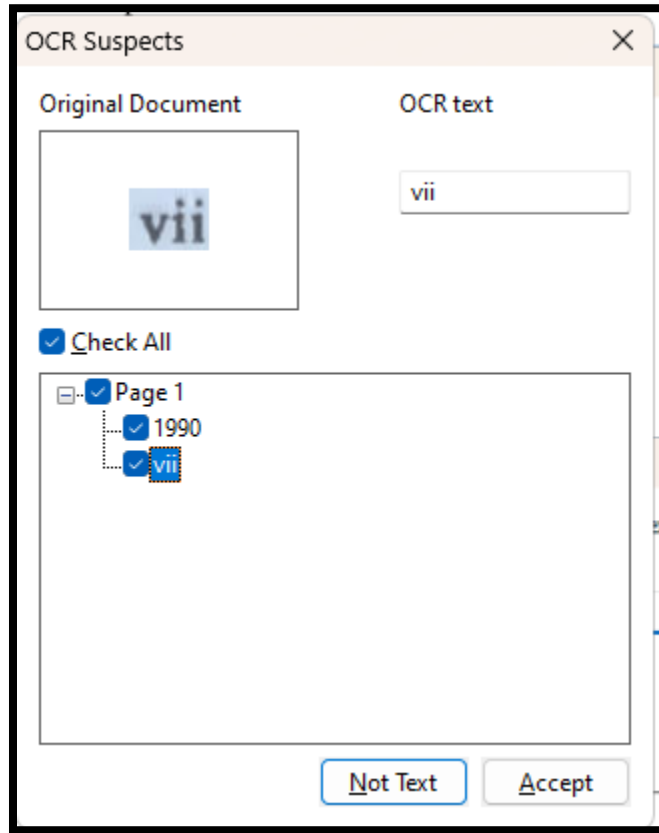 OCR Suspects
Original Document
OCR text
vii
vii
Check All
Page 1
1990
vii
Not Text
Accept